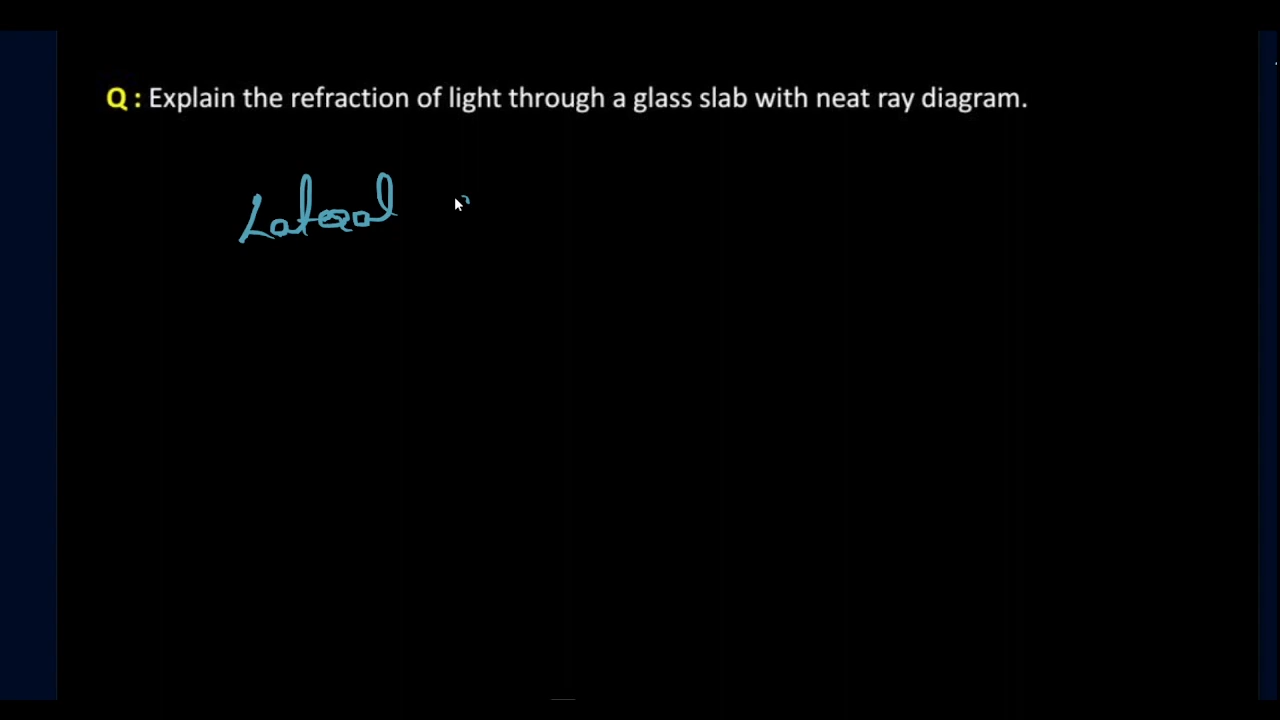 Q : Explain the refraction of light through a glass slab with neat ray diagram.
Lateral